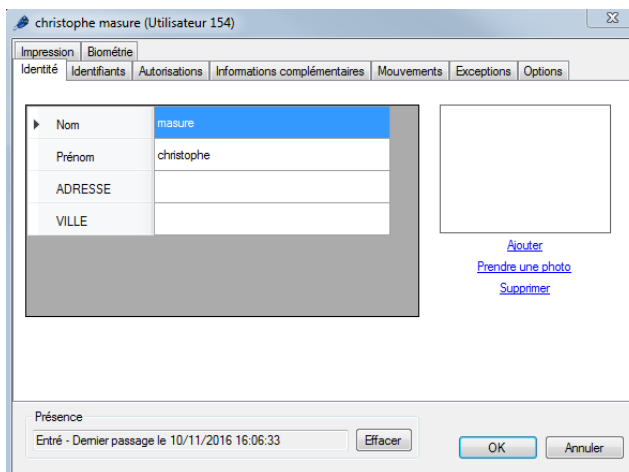 christophe masure (Utilisateur 154)
Impression Biométrie
Identité Identifiants Autorisations Informations complémentaires Mouvements Exceptions Options
Nom masure
Prénom christophe
ADRESSE
VILLE
Ajouter
Prendre une photo
Supprimer
Présence
Entré - Dernier passage le 10/11/2016 16:06:33 Effacer
OK Annuler